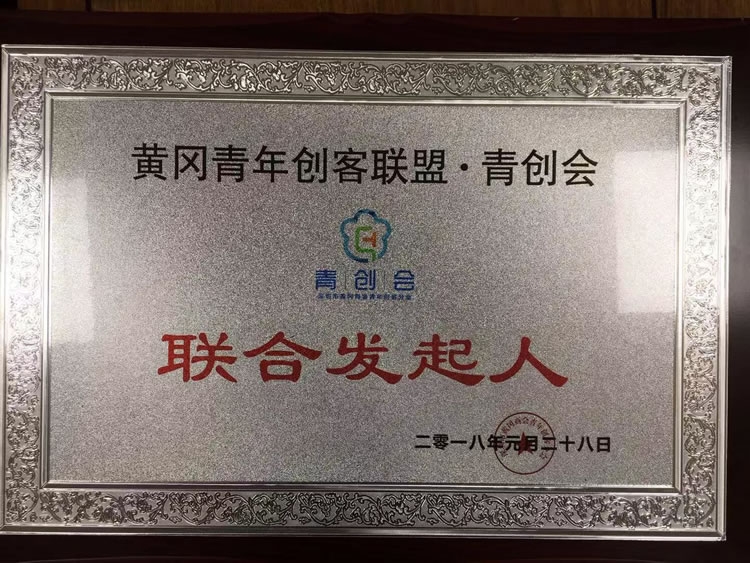 黄冈青年创客联盟·青创会
青创会
联合发起人
二零一八年元月二十八日